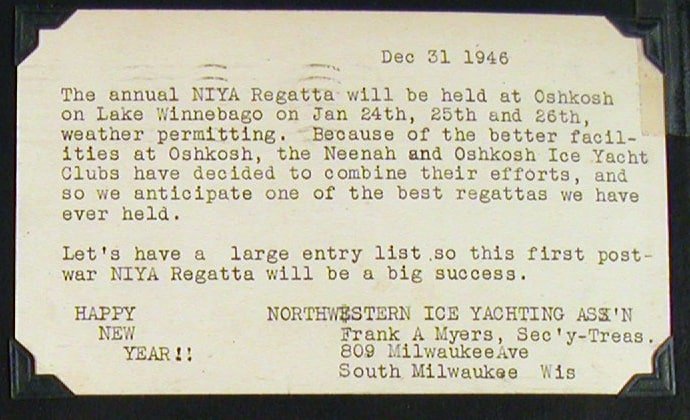 Dec 31 1946
The annual NIYA Regatta will be held at Oshkosh
on Lake Winnebago on Jan 24th, 25th and 26th,
weather permitting. Because of the better facil-
ities at Oshkosh, the Neenah and Oshkosh Ice Yacht
Clubs have decided to combine their efforts, and
so we anticipate one of the best regattas we have
ever held.
Let's have a large entry list so this first post-
war NIYA Regatta will be a big success.
HAPPY NORTHWESTERN ICE YACHTING ASS'N
NEW Frank A Myers, Sec'y-Treas.
YEAR!! 809 MilwaukeeAve
South Milwaukee Wis